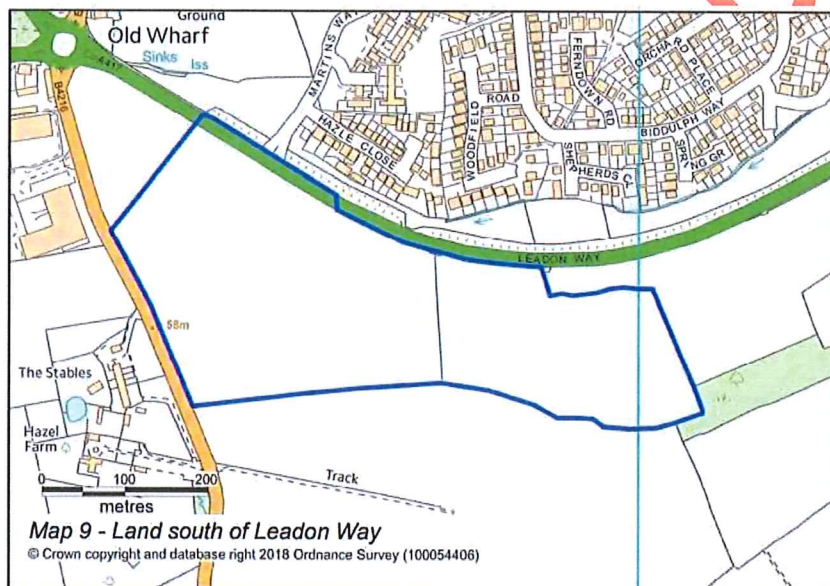 Ground
Old Wharf
Sinks
Iss
A417
B4216
MARTINS WAY
HAZLE CLOSE
WOODFIELD
ROAD
FERNDOWN RD
ORCHARD PLACE
BIDDULPH WAY
SHEPHERDS CL
SPRING GR
LEADON WAY
58m
The Stables
Hazel
Farm
Track
0 100 200
metres
Map 9 - Land south of Leadon Way
© Crown copyright and database right 2018 Ordnance Survey (100054406)